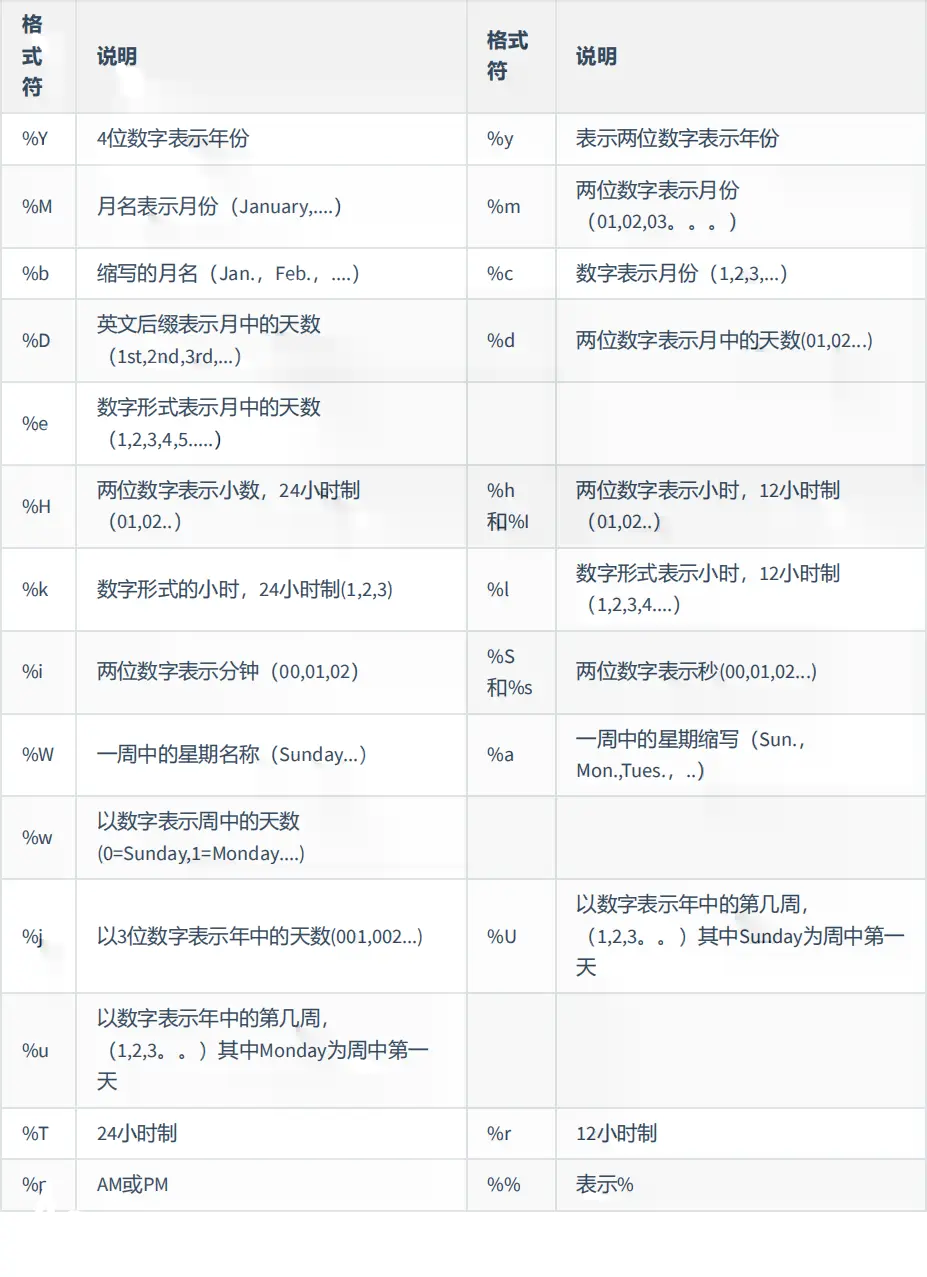 格
式
符
说明
格式
符
说明
%Y
4位数字表示年份
%y
表示两位数字表示年份
%M
月名表示月份（January,....）
%m
两位数字表示月份
（01,02,03。。。）
%b
缩写的月名（Jan.，Feb.，....）
%c
数字表示月份（1,2,3,...）
%D
英文后缀表示月中的天数
（1st,2nd,3rd,...）
%d
两位数字表示月中的天数(01,02...)
%e
数字形式表示月中的天数
（1,2,3,4,5.....）
%H
两位数字表示小数，24小时制
（01,02..）
%h
和%I
两位数字表示小时，12小时制
（01,02..）
%k
数字形式的小时，24小时制(1,2,3)
%l
数字形式表示小时，12小时制
（1,2,3,4....）
%i
两位数字表示分钟（00,01,02）
%S
和%s
两位数字表示秒(00,01,02...)
%W
一周中的星期名称（Sunday...）
%a
一周中的星期缩写（Sun.，
Mon.,Tues.，..）
%w
以数字表示周中的天数
(0=Sunday,1=Monday....)
%j
以3位数字表示年中的天数(001,002...)
%U
以数字表示年中的第几周，
（1,2,3。。）其中Sunday为周中第一
天
%u
以数字表示年中的第几周，
（1,2,3。。）其中Monday为周中第一
天
%T
24小时制
%r
12小时制
AM或PM
%%
表示%